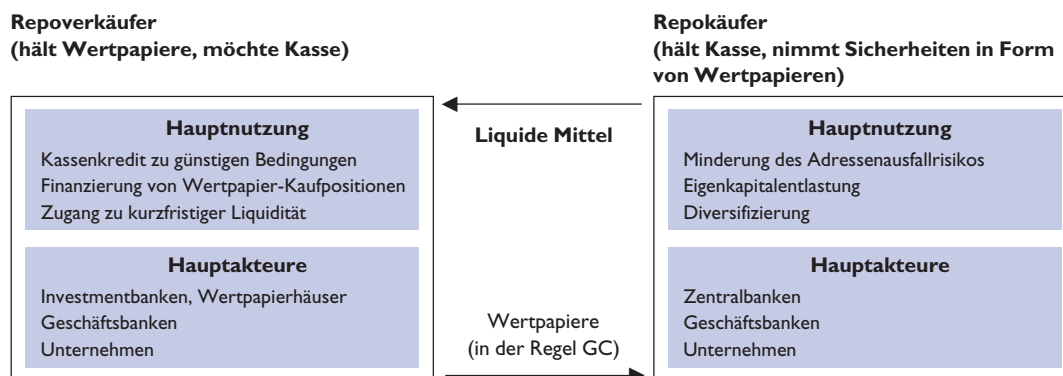 Repoverkäufer
(hält Wertpapiere, möchte Kasse)
Hauptnutzung
Kassenkredit zu günstigen Bedingungen
Finanzierung von Wertpapier-Kaufpositionen
Zugang zu kurzfristiger Liquidität
Hauptakteure
Investmentbanken, Wertpapierhäuser
Geschäftsbanken
Unternehmen
Liquide Mittel
Wertpapiere
(in der Regel GC)
Repokäufer
(hält Kasse, nimmt Sicherheiten in Form
von Wertpapieren)
Hauptnutzung
Minderung des Adressenausfallrisikos
Eigenkapitalentlastung
Diversifizierung
Hauptakteure
Zentralbanken
Geschäftsbanken
Unternehmen